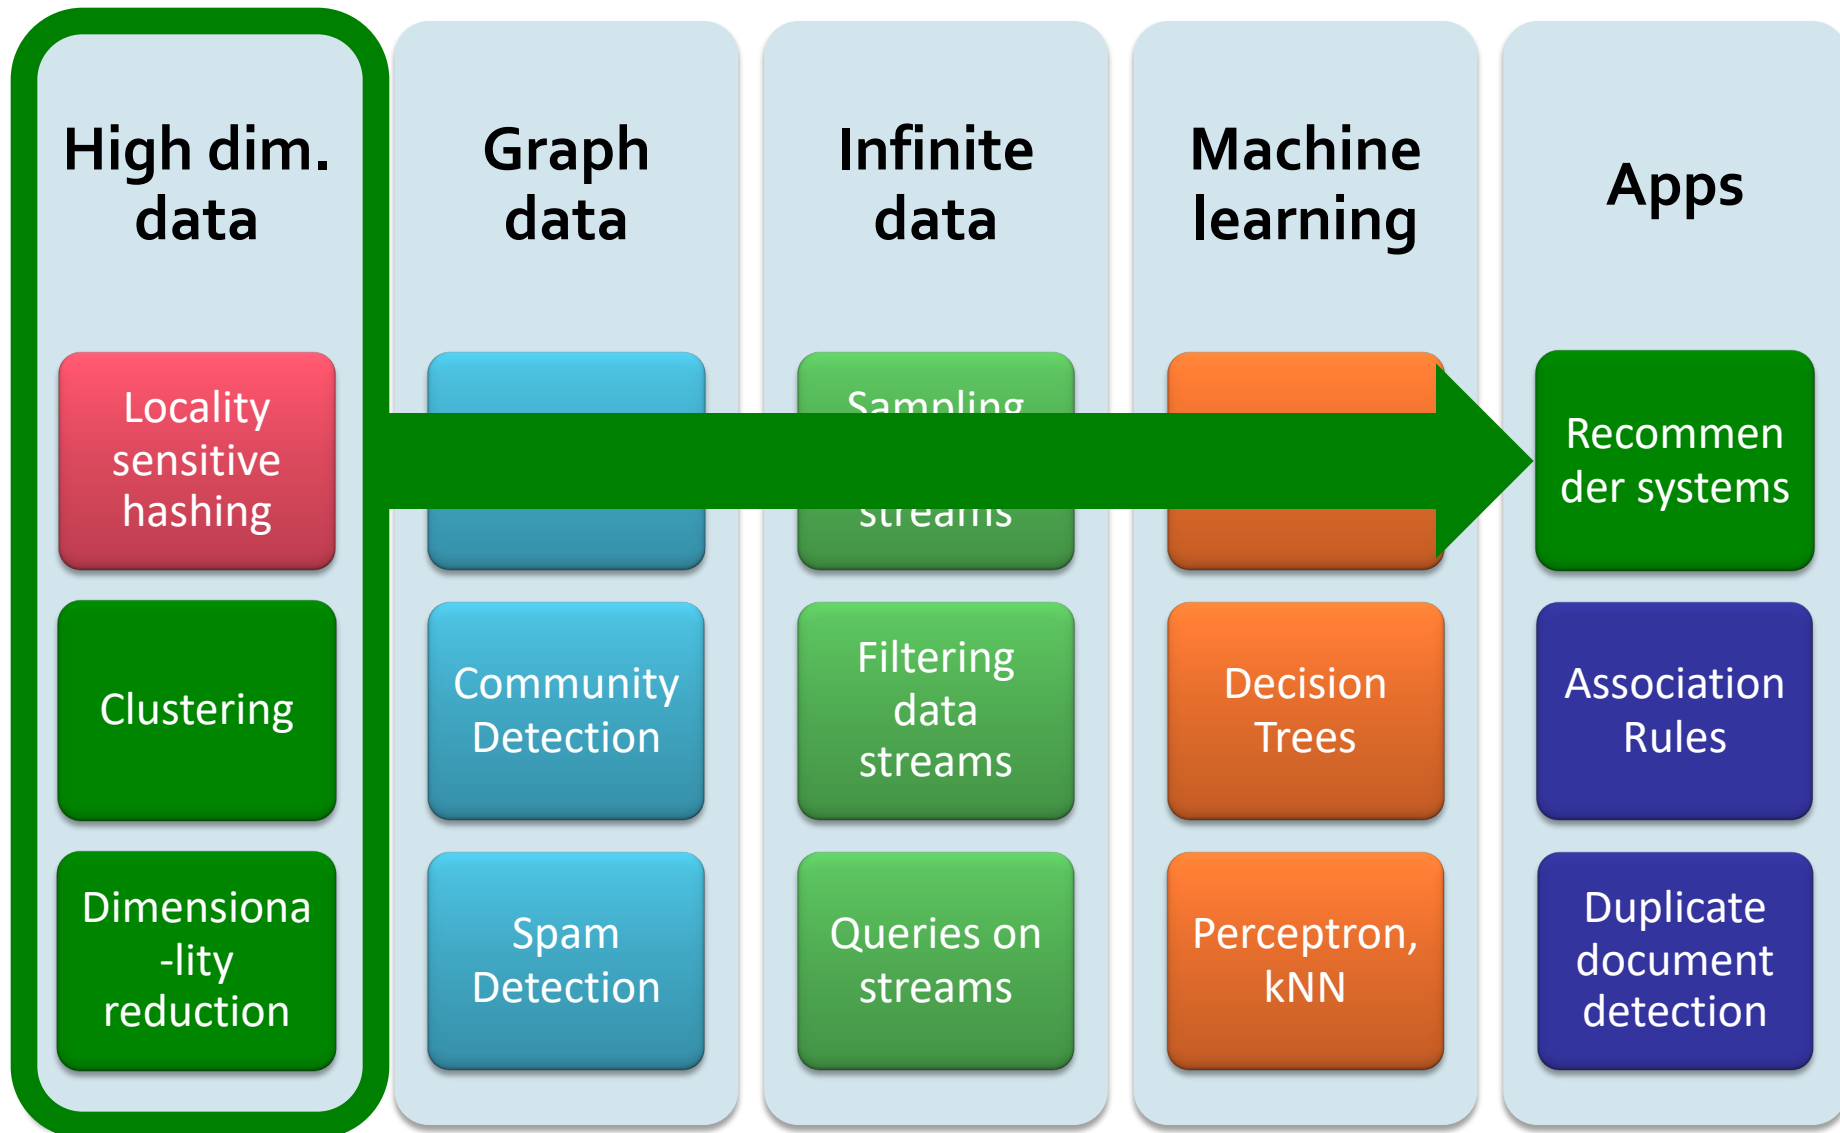 High dim.
data
Locality
sensitive
hashing
Clustering
Dimensiona
-lity
reduction
Graph
data
Community
Detection
Spam
Detection
Infinite
data
Sampling
streams
Filtering
data
streams
Queries on
streams
Machine
learning
Decision
Trees
Perceptron,
kNN
Apps
Recommen
der systems
Association
Rules
Duplicate
document
detection